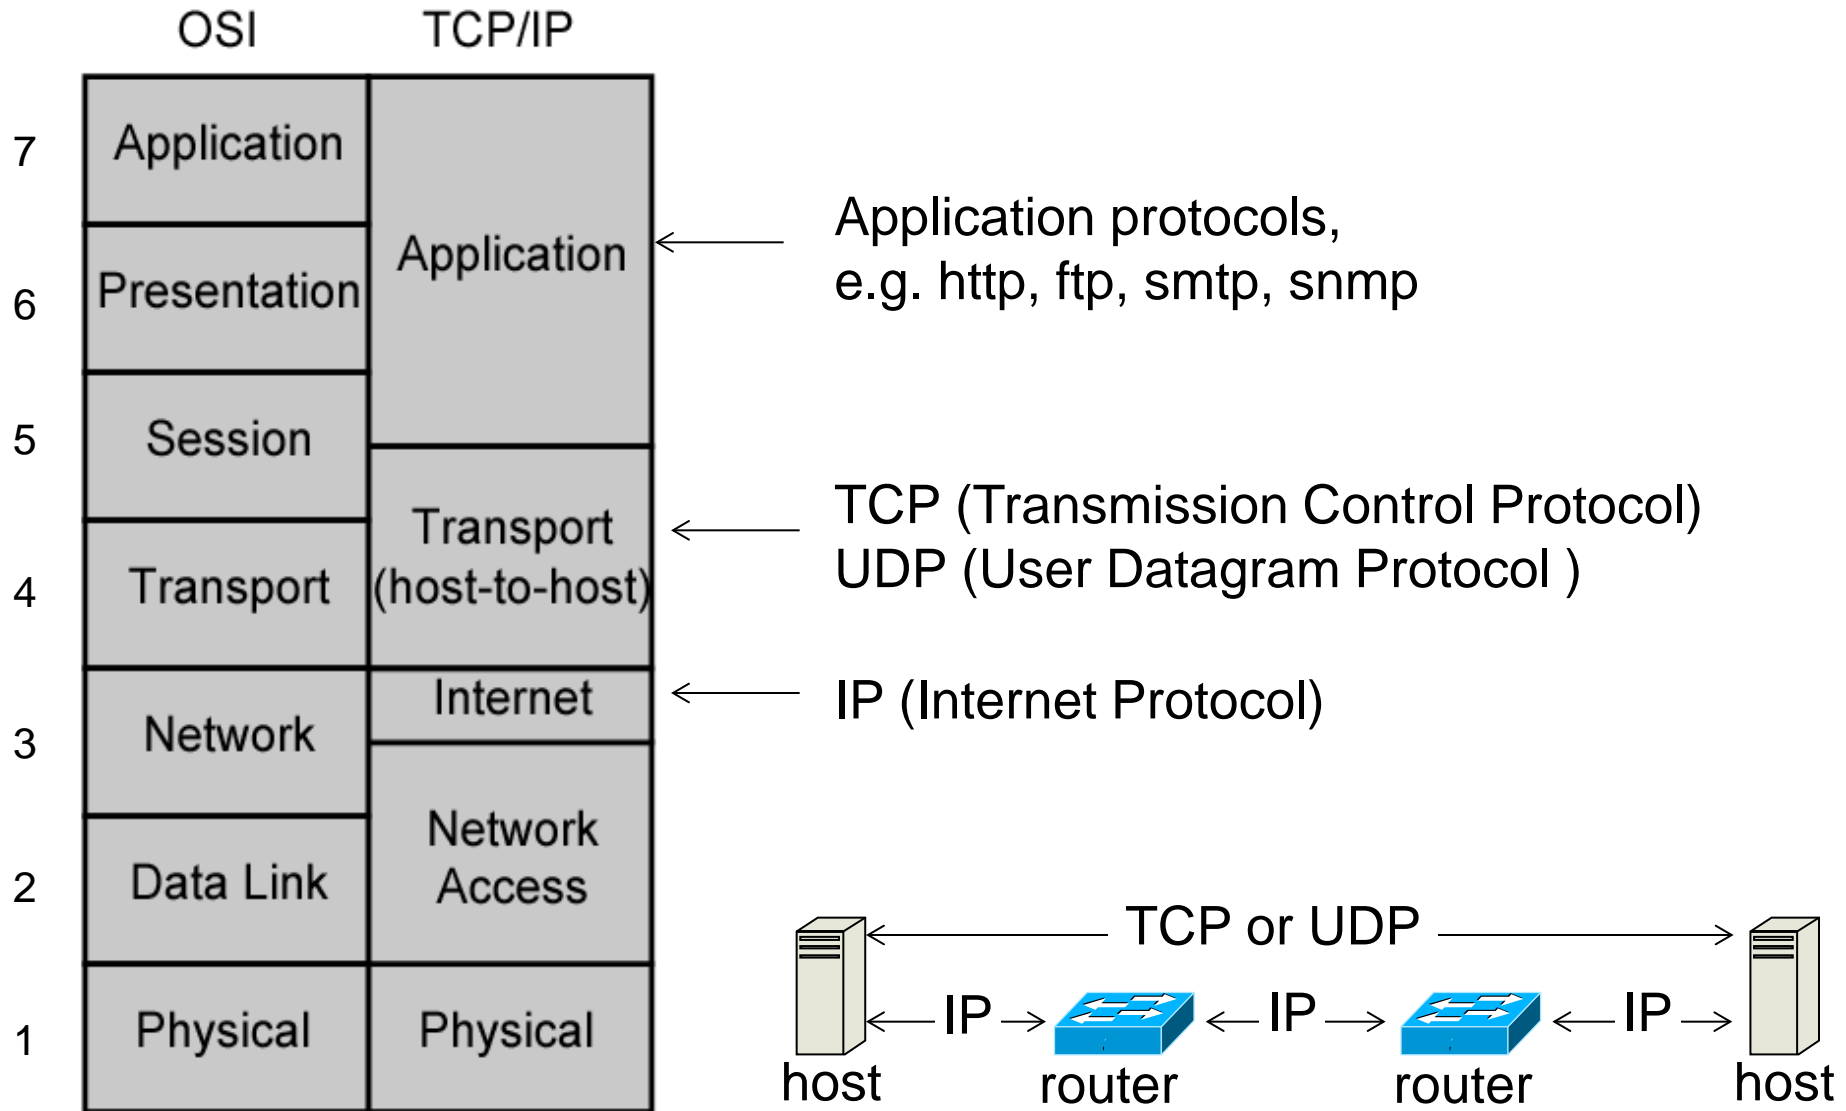 OSI
TCP/IP
7
Application
6
Presentation
5
Session
4
Transport
3
Network
2
Data Link
1
Physical
Application
Transport
(host-to-host)
Internet
Network
Access
Physical
Application protocols,
e.g. http, ftp, smtp, snmp
TCP (Transmission Control Protocol)
UDP (User Datagram Protocol )
IP (Internet Protocol)
TCP or UDP
IP
IP
IP
host
router
router
host